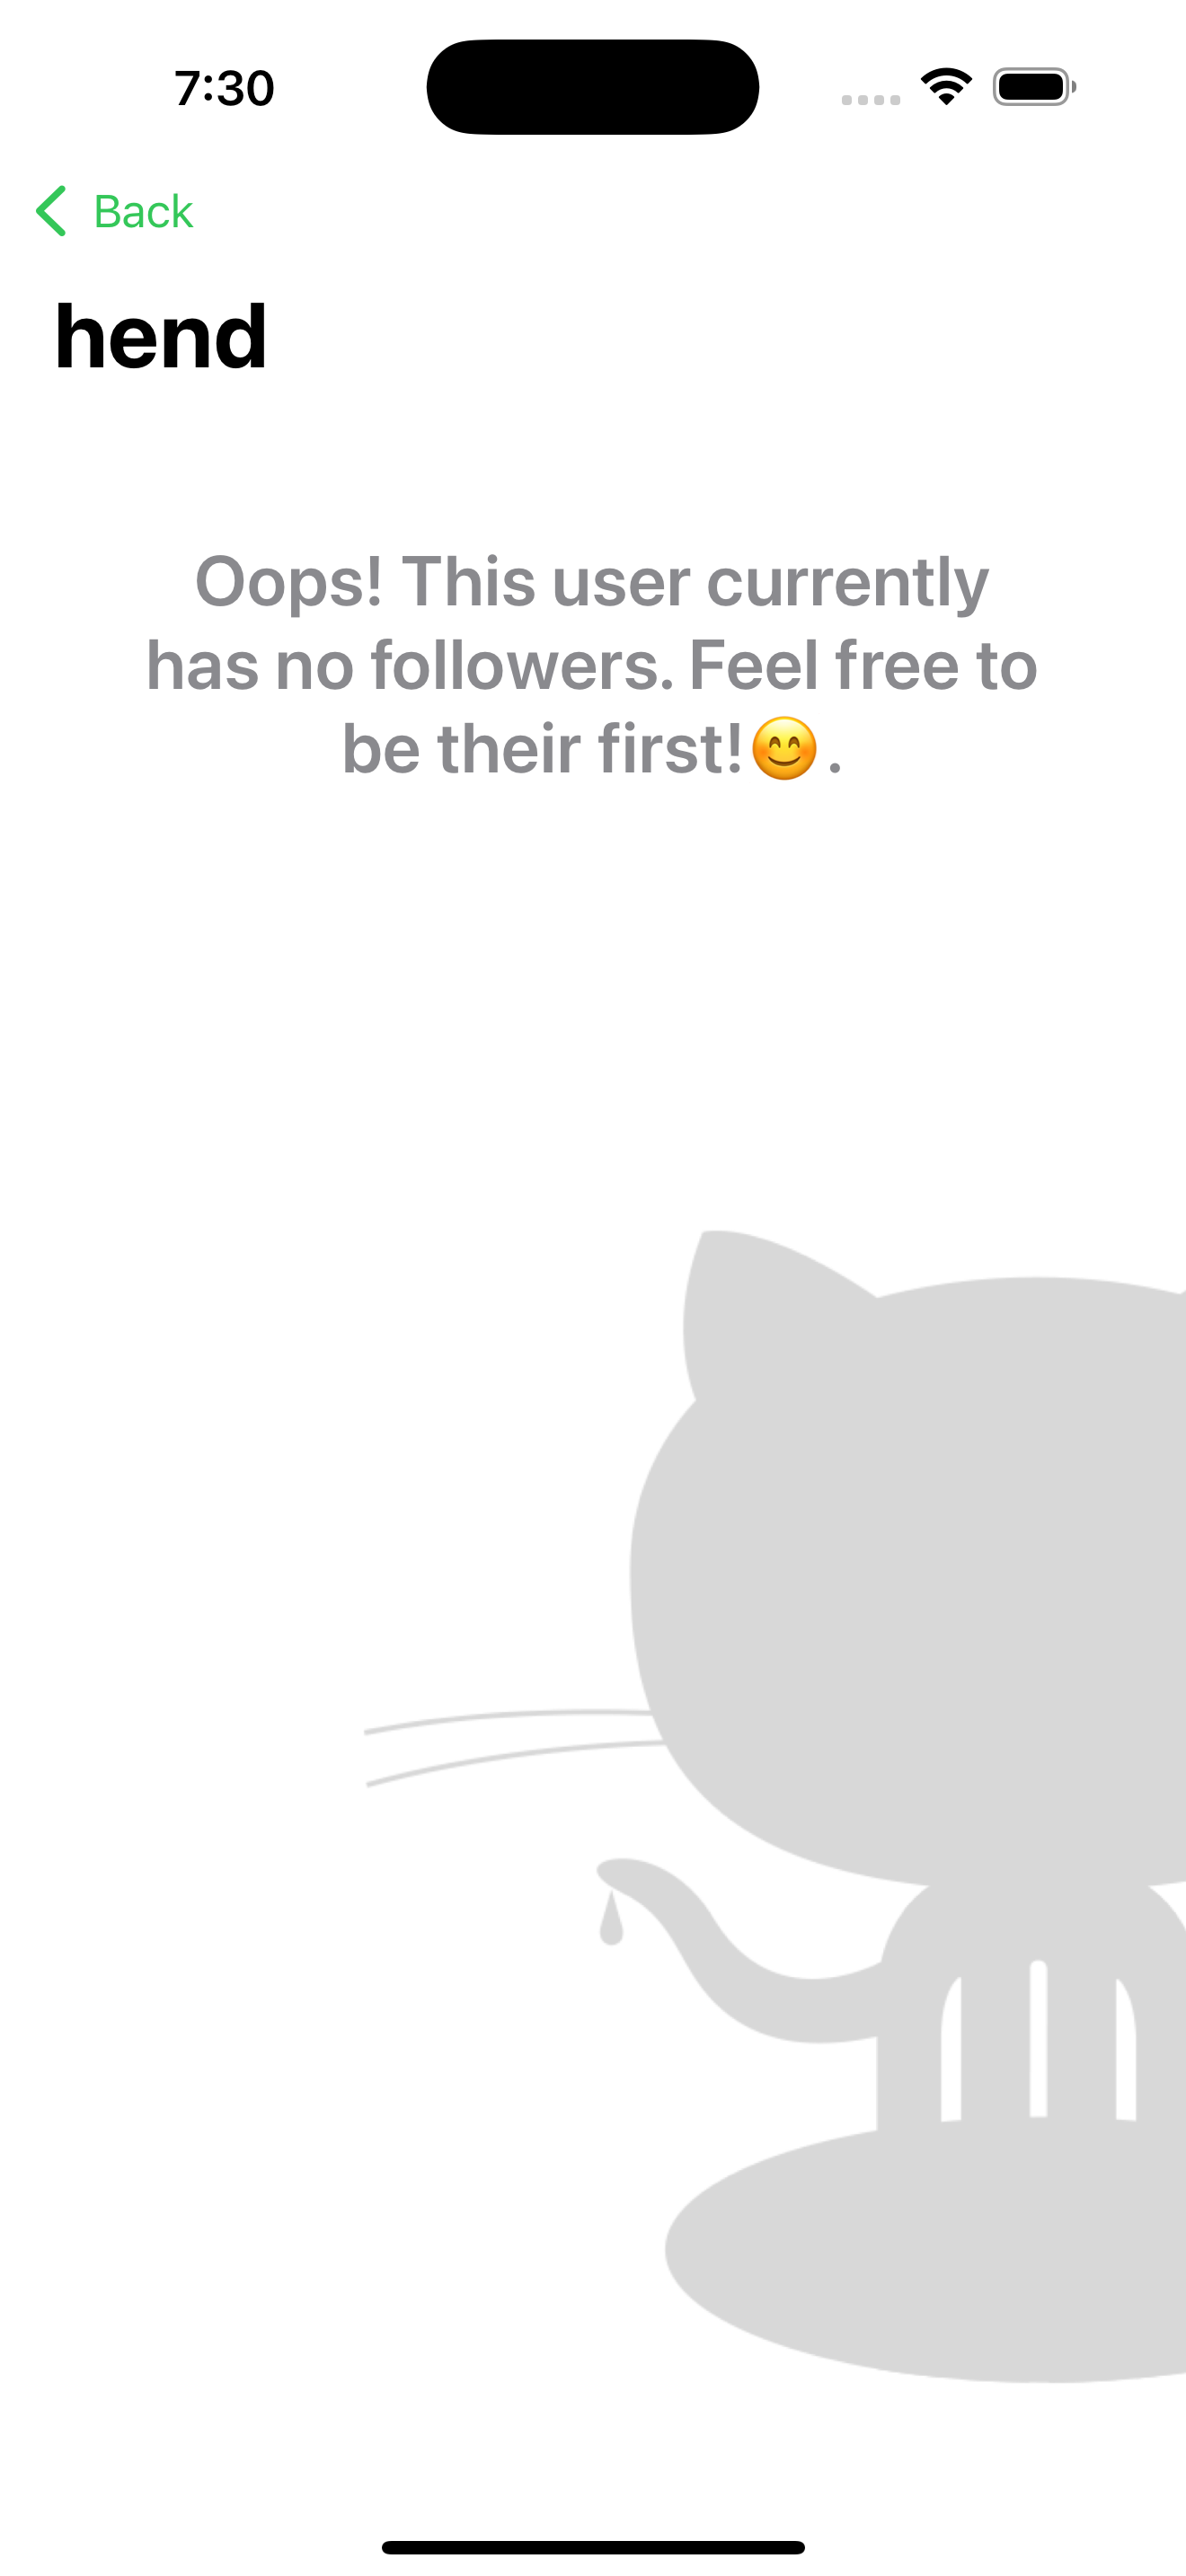 7:30
Back
hend
Oops! This user currently
has no followers. Feel free to
be their first!😊.